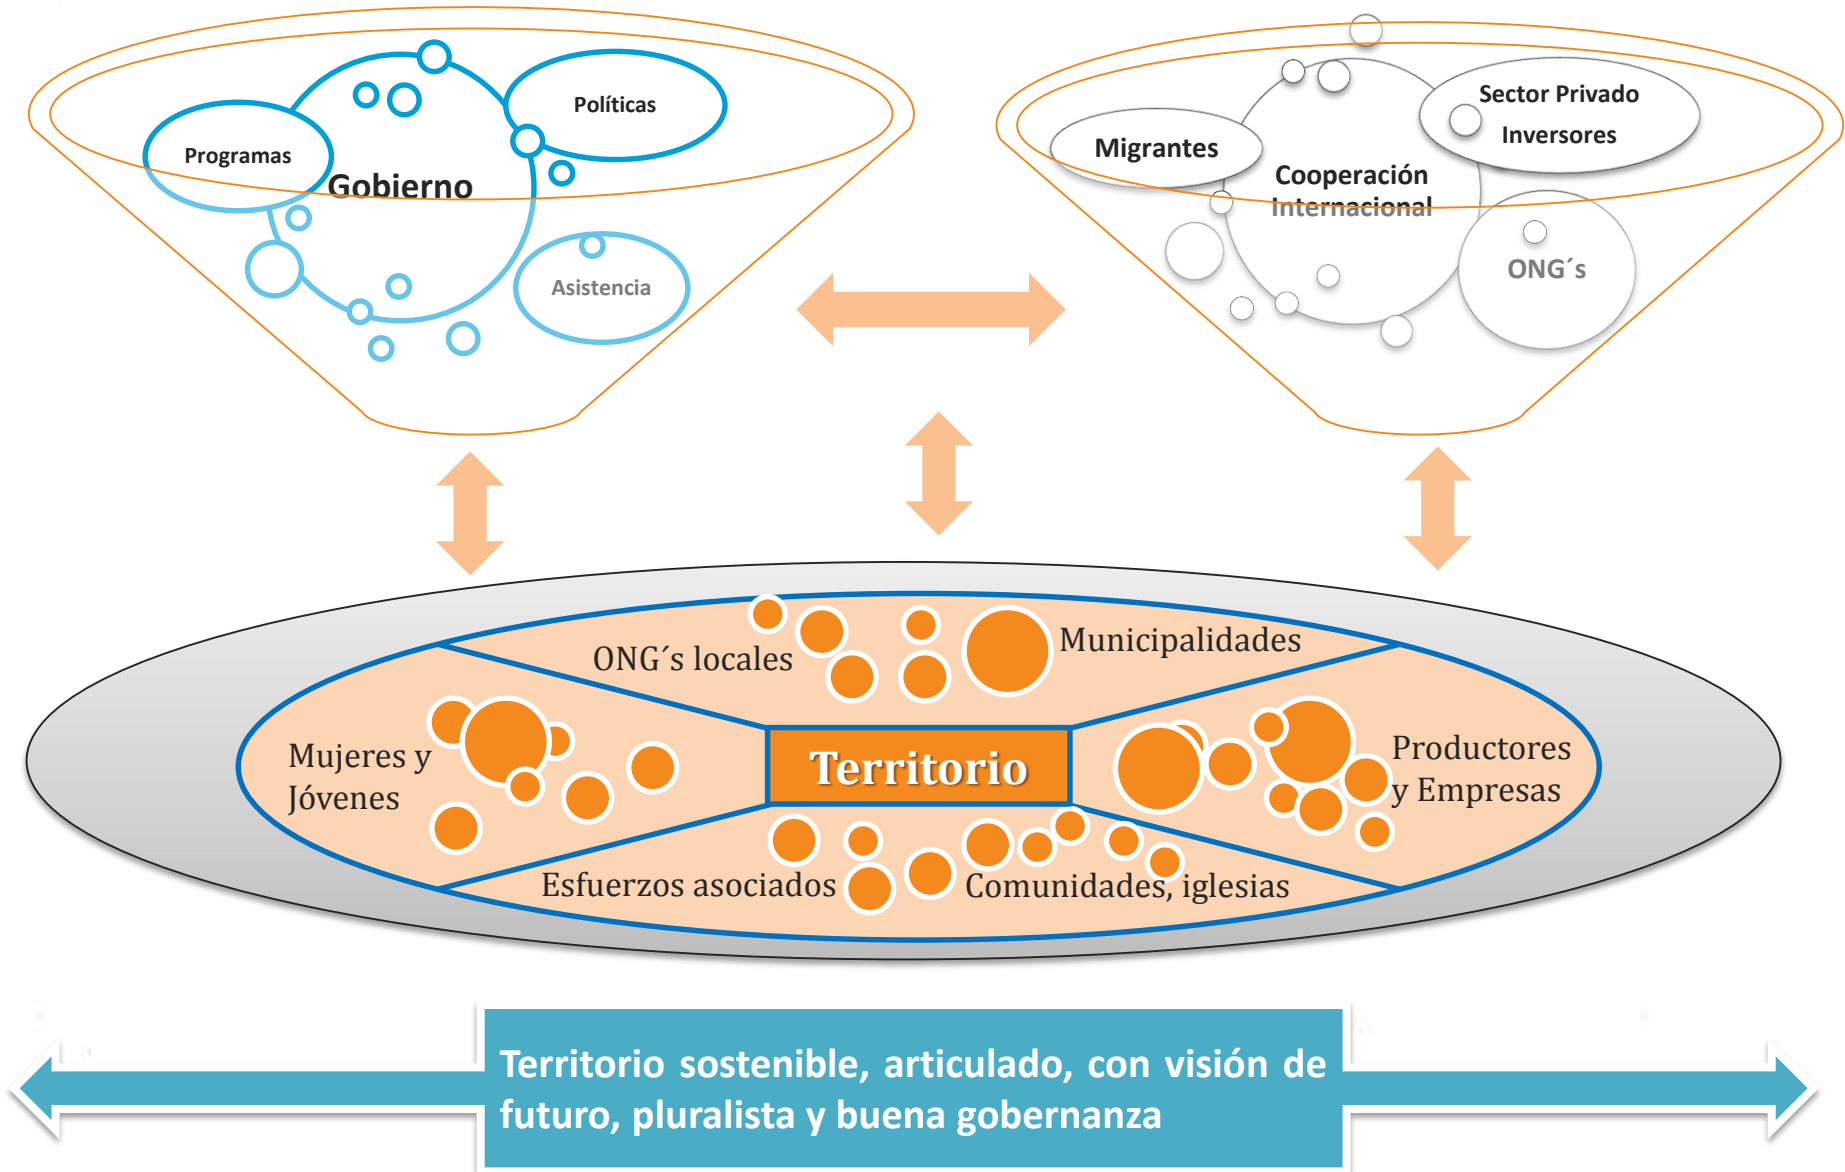 Políticas
Programas
Gobierno
Asistencia
Sector Privado
Inversores
Migrantes
Cooperación
Internacional
ONG´s
ONG´s locales
Municipalidades
Mujeres y
Jóvenes
Territorio
Productores
y Empresas
Esfuerzos asociados
Comunidades, iglesias
Territorio sostenible, articulado, con visión de
futuro, pluralista y buena gobernanza